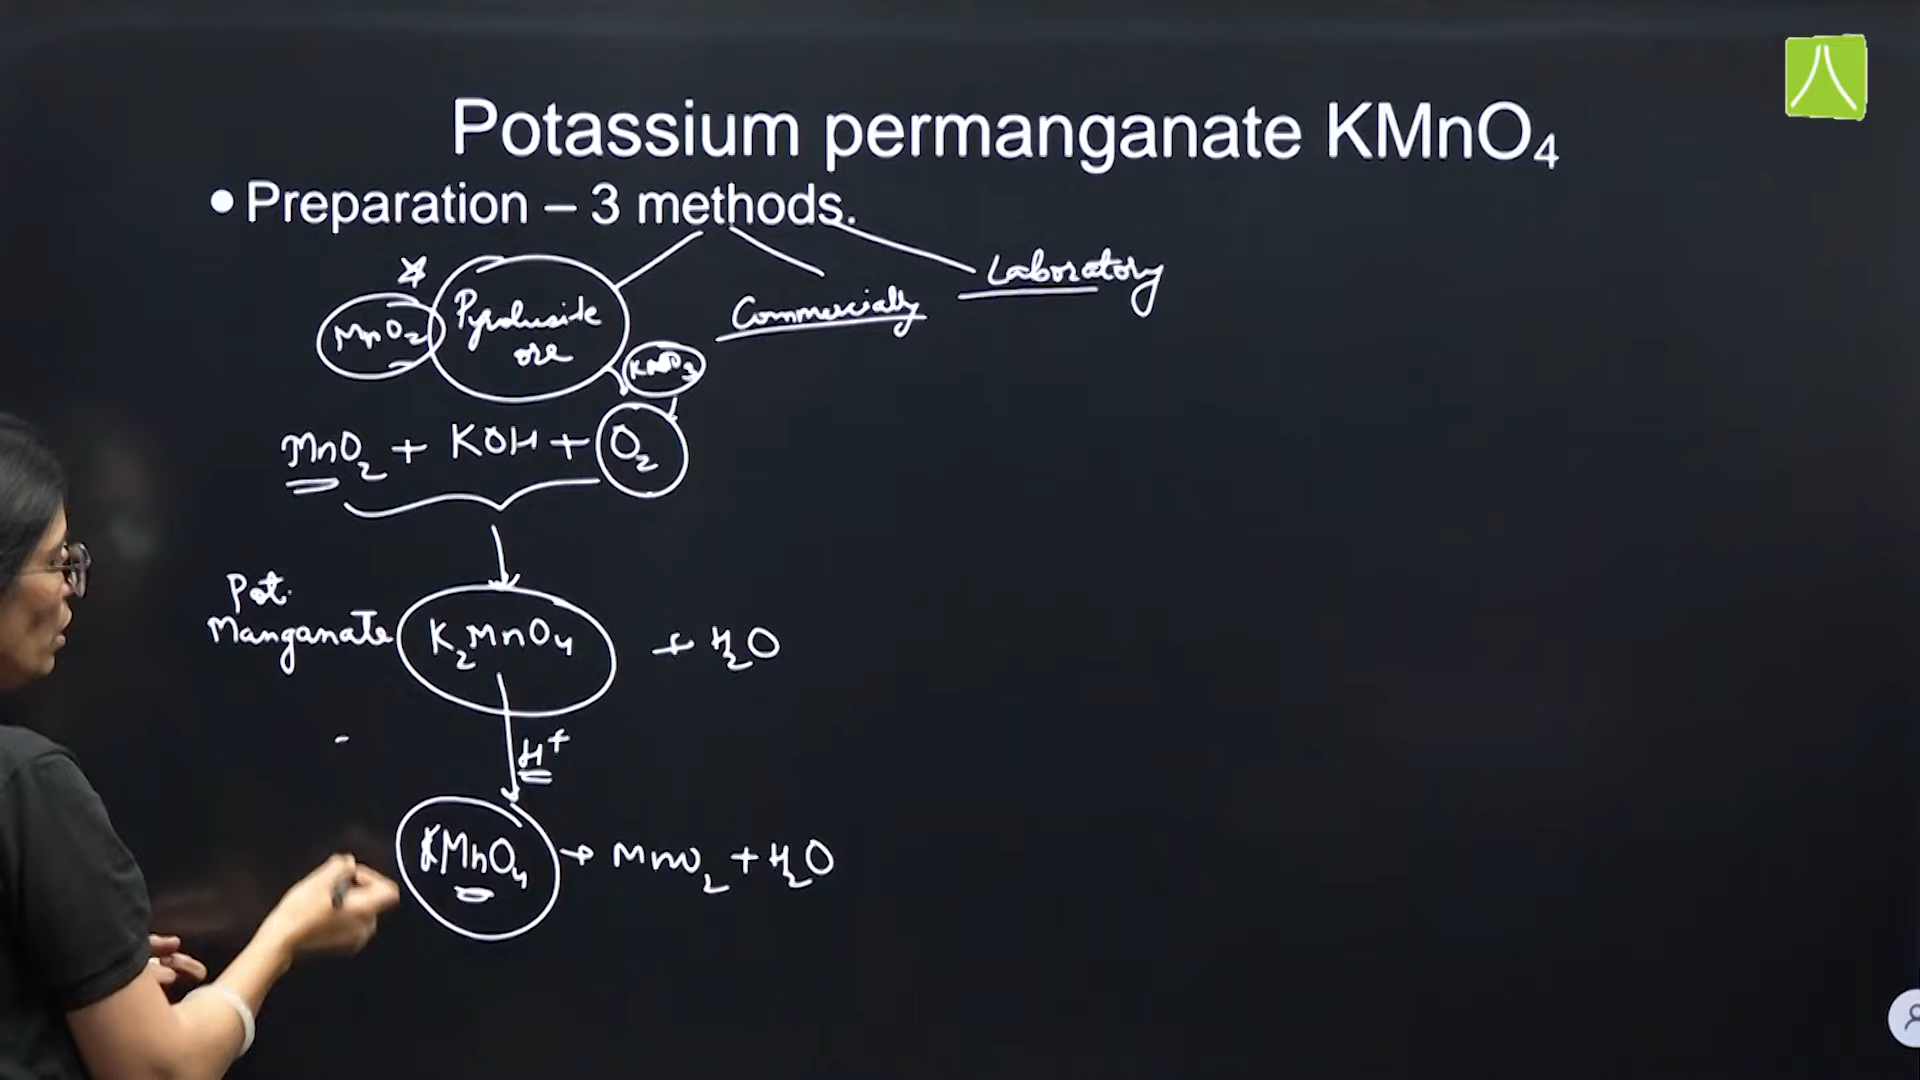 Potassium permanganate KMnO₄
• Preparation – 3 methods.
Laboratory
Commercially
MnO₂ Pyrolusite
ore
MnO₂ + KOH + O₂
Pot.
Manganate K₂MnO₄ + H₂O
H⁺
KMnO₄ → MnO₂ + H₂O